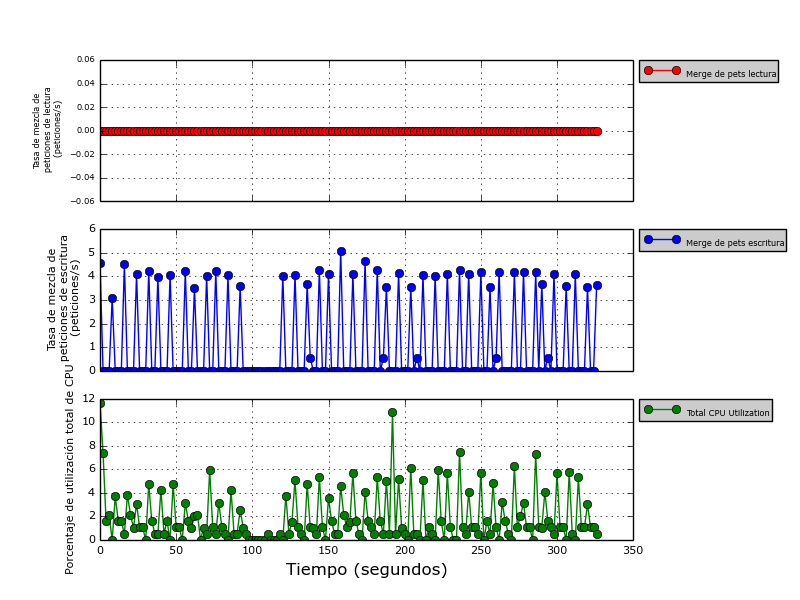 0.06
0.04
0.02
0.00
−0.02
−0.04
−0.06
Tasa de mezcla de
peticiones de lectura
(peticiones/s)
Merge de pets lectura
6
5
4
3
2
1
0
Tasa de mezcla de
peticiones de escritura
(peticiones/s)
Merge de pets escritura
12
10
8
6
4
2
0
Porcentaje de utilización total de CPU
Total CPU Utilization
0 50 100 150 200 250 300 350
Tiempo (segundos)